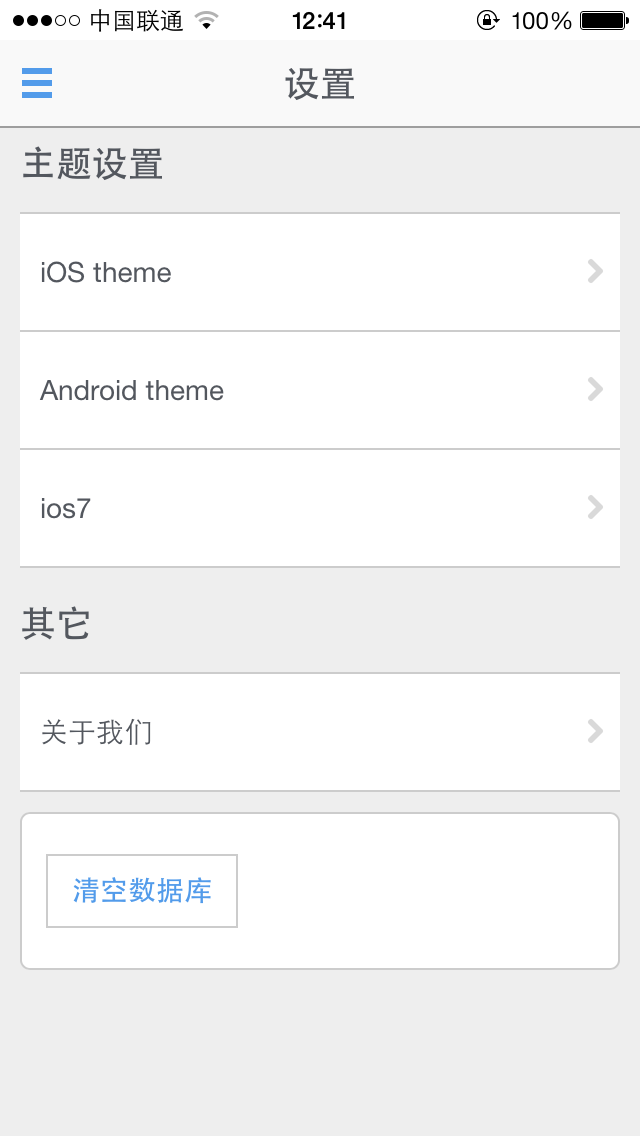 中国联通 12:41 100%
设置
主题设置
iOS theme
Android theme
ios7
其它
关于我们
清空数据库